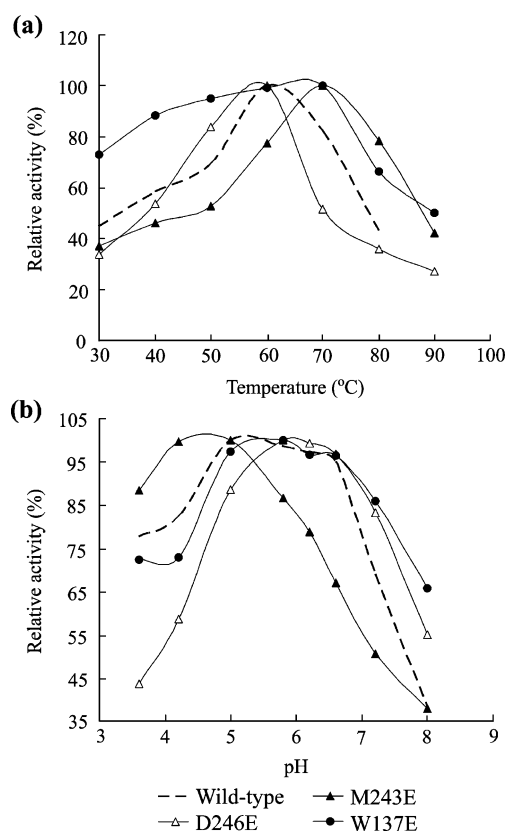 (a)
120
100
80
60
40
20
0
Relative activity (%)
30 40 50 60 70 80 90 100
Temperature (°C)
(b)
105
95
85
75
65
55
45
35
Relative activity (%)
3 4 5 6 7 8 9
pH
Wild-type M243E
D246E W137E